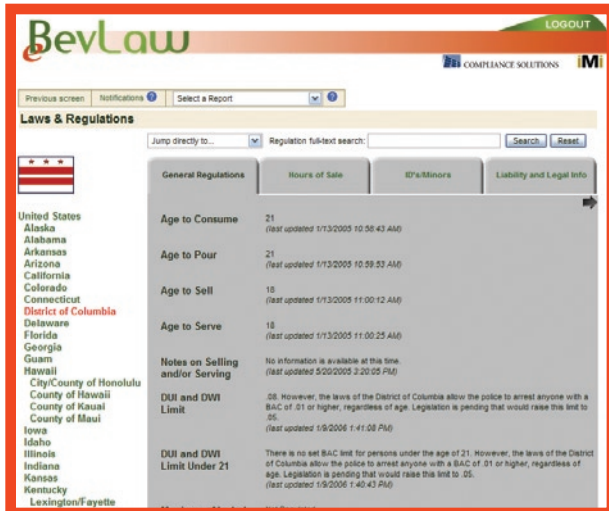 LOGOUT
eBevLaw
COMPLIANCE SOLUTIONS iMi
Previous screen Notifications Select a Report
Laws & Regulations
Jump directly to... Regulation full-text search: Search Reset
General Regulations Hours of Sale ID's/Minors Liability and Legal Info
United States
Alaska
Alabama
Arkansas
Arizona
California
Colorado
Connecticut
District of Columbia
Delaware
Florida
Georgia
Guam
Hawaii
City/County of Honolulu
County of Hawaii
County of Kauai
County of Maui
Iowa
Idaho
Illinois
Indiana
Kansas
Kentucky
Lexington/Fayette
Age to Consume
21
(last updated 1/13/2005 10:58:43 AM)
Age to Pour
21
(last updated 1/13/2005 10:59:53 AM)
Age to Sell
18
(last updated 1/13/2005 11:00:12 AM)
Age to Serve
18
(last updated 1/13/2005 11:00:25 AM)
Notes on Selling
and/or Serving
No information is available at this time.
(last updated 5/20/2005 2:20:05 PM)
DUI and DWI
Limit
.08. However, the laws of the District of Columbia allow the police to arrest anyone with a
BAC of .01 or higher, regardless of age. Legislation is pending that would raise this limit to
.05.
(last updated 1/9/2006 1:41:08 PM)
DUI and DWI
Limit Under 21
There is no set BAC limit for persons under the age of 21. However, the laws of the District
of Columbia allow the police to arrest anyone with a BAC of .01 or higher, regardless of
age. Legislation is pending that would raise this limit to .05.
(last updated 1/9/2006 1:40:43 PM)